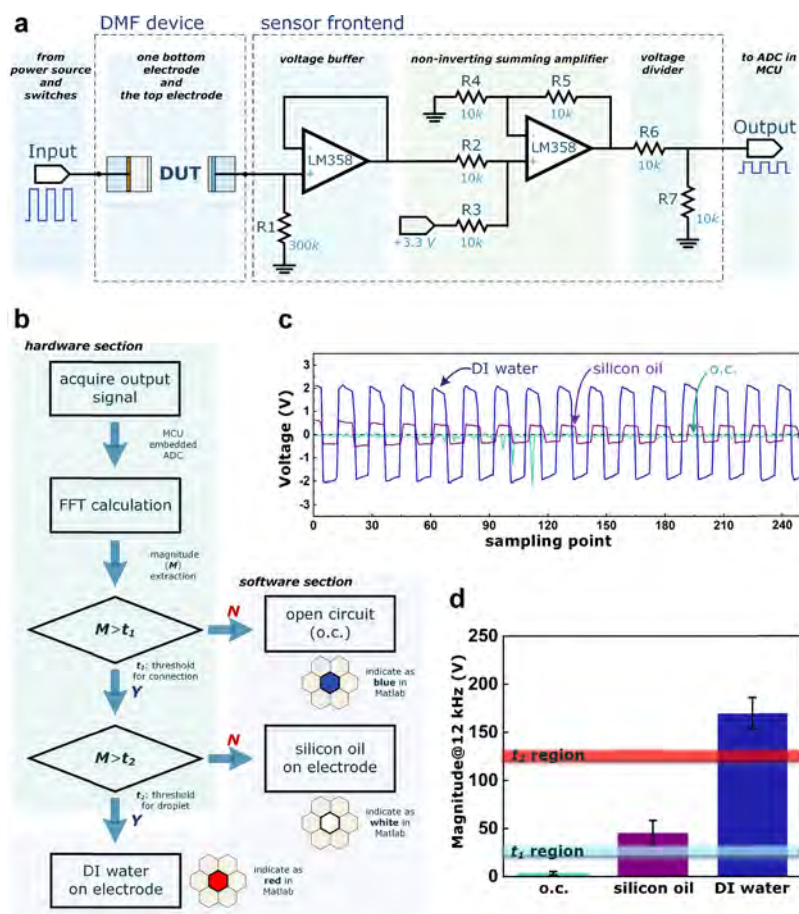 a
DMF device
sensor frontend
from
power source
and
switches
one bottom
electrode
and
the top electrode
voltage buffer
non-inverting summing amplifier
voltage
divider
to ADC in
MCU
Input
DUT
R1
300k
-
+
LM358
R4
10k
R5
10k
R2
10k
R3
10k
+3.3 V
-
+
LM358
R6
10k
R7
10k
Output
b
hardware section
acquire output
signal
MCU
embedded
ADC
FFT calculation
magnitude
(M)
extraction
M>t₁
N
t₁: threshold
for connection
Y
M>t₂
N
t₂: threshold
for droplet
Y
DI water
on electrode
indicate as
red in
Matlab
software section
open circuit
(o.c.)
indicate as
blue in
Matlab
silicon oil
on electrode
indicate as
white in
Matlab
c
Voltage (V)
3
2
1
0
-1
-2
-3
DI water
silicon oil
o.c.
0 30 60 90 120 150 180 210 240
sampling point
d
Magnitude@12 kHz (V)
250
200
150
100
50
0
t₂ region
t₁ region
o.c. silicon oil DI water